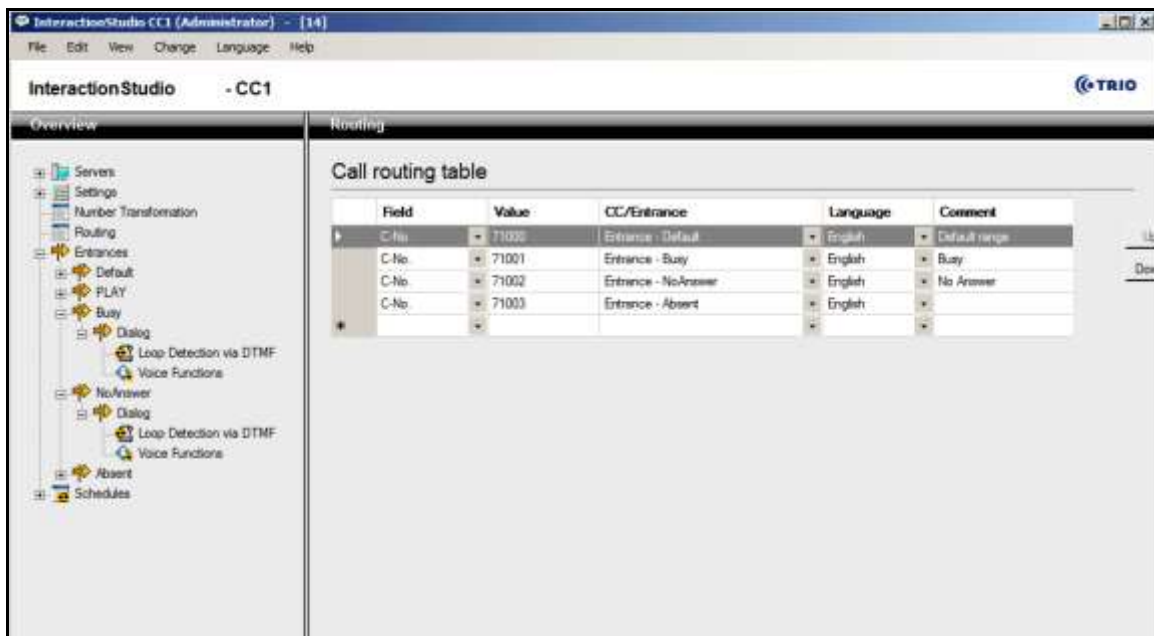 InteractionStudio CC1 (Administrator) - [14]
File Edit View Change Language Help
InteractionStudio - CC1
TRIO
Overview
Routing
Servers
Settings
Number Transformation
Routing
Entrances
Default
PLAY
Busy
Dialog
Loop Detection via DTMF
Voice Functions
NoAnswer
Dialog
Loop Detection via DTMF
Voice Functions
Absent
Schedules
Call routing table
Field Value CC/Entrance Language Comment
C-No. 71000 Entrance - Default English Default range
C-No. 71001 Entrance - Busy English Busy
C-No. 71002 Entrance - NoAnswer English No Answer
C-No. 71003 Entrance - Absent English